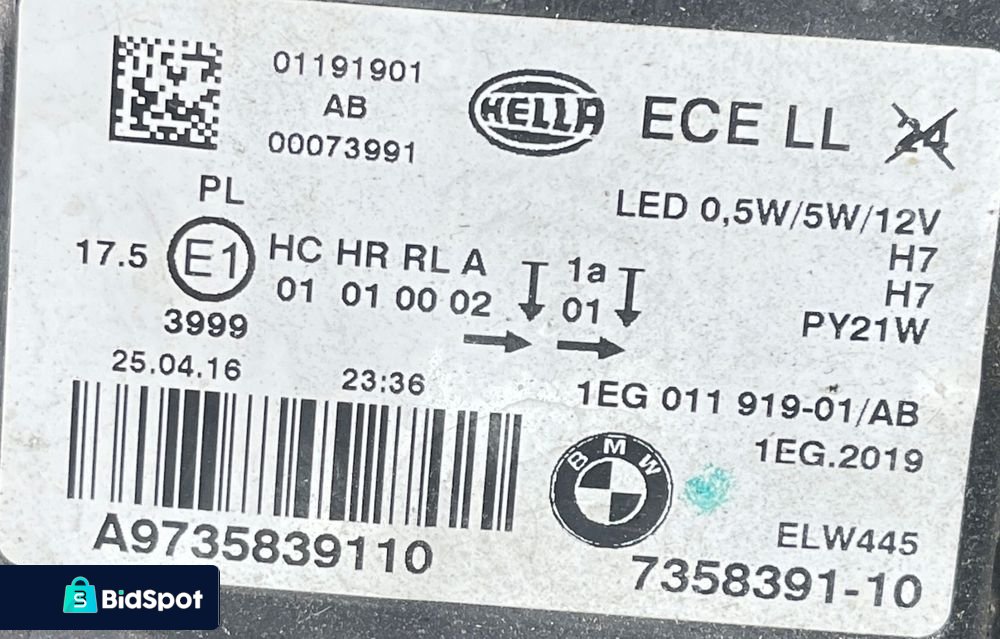 01191901
AB
00073991
HELLA
ECE LL
24
PL
LED 0,5W/5W/12V
H7
H7
PY21W
17.5 E1 HC HR RL A 1a
01 01 00 02 01
3999
25.04.16 23:36
1EG 011 919-01/AB
1EG.2019
BMW
A9735839110
ELW445
7358391-10
BidSpot